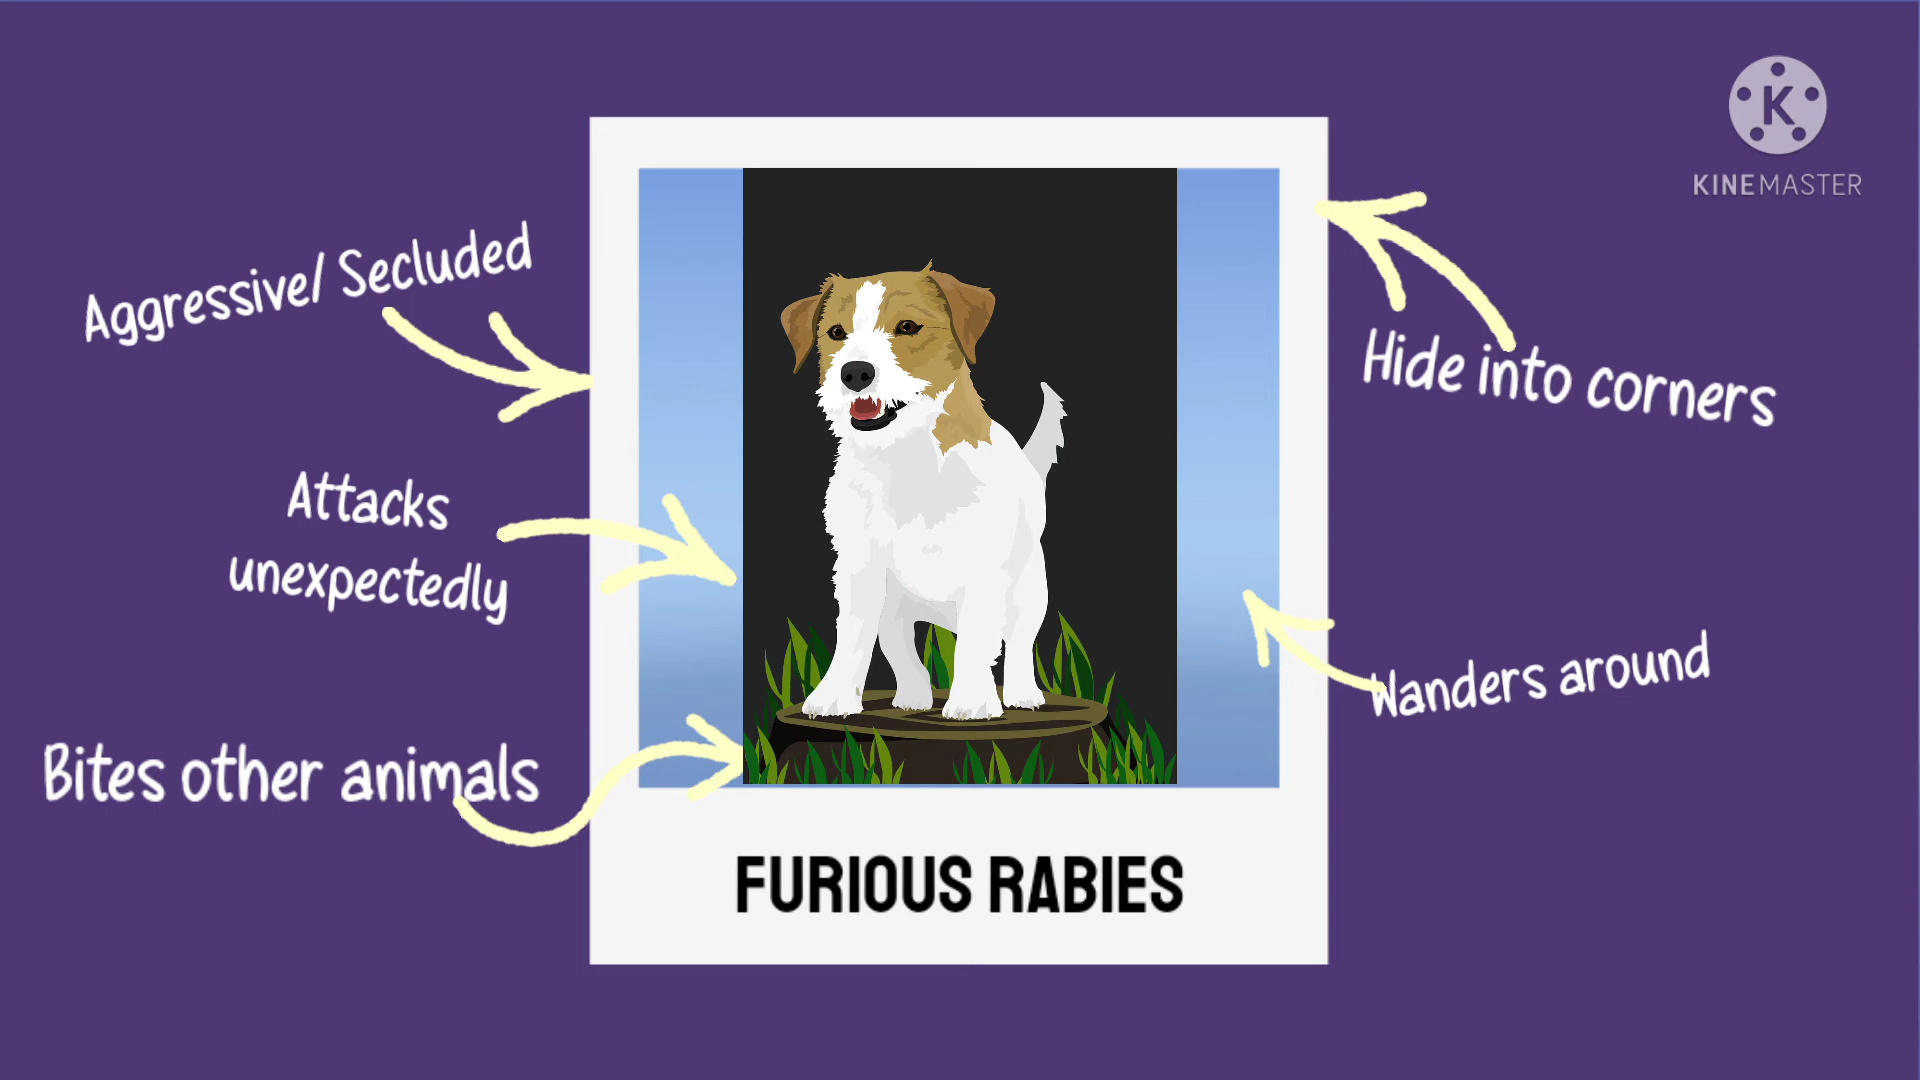 K
KINEMASTER
Aggressive/ Secluded
Hide into corners
Attacks
unexpectedly
Wanders around
Bites other animals
FURIOUS RABIES